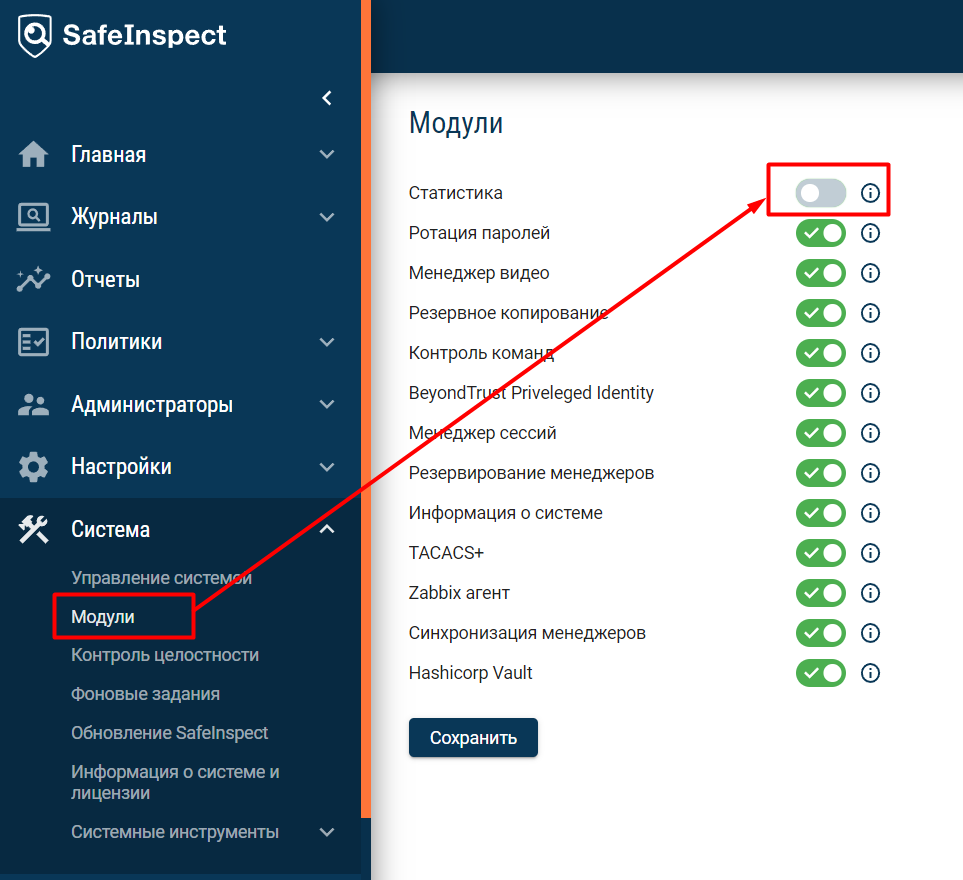 SafeInspect
Главная
Журналы
Отчеты
Политики
Администраторы
Настройки
Система
Управление системой
Модули
Контроль целостности
Фоновые задания
Обновление SafeInspect
Информация о системе и
лицензии
Системные инструменты
Модули
Статистика
Ротация паролей
Менеджер видео
Резервное копирование
Контроль команд
BeyondTrust Priveleged Identity
Менеджер сессий
Резервирование менеджеров
Информация о системе
TACACS+
Zabbix агент
Синхронизация менеджеров
Hashicorp Vault
Сохранить